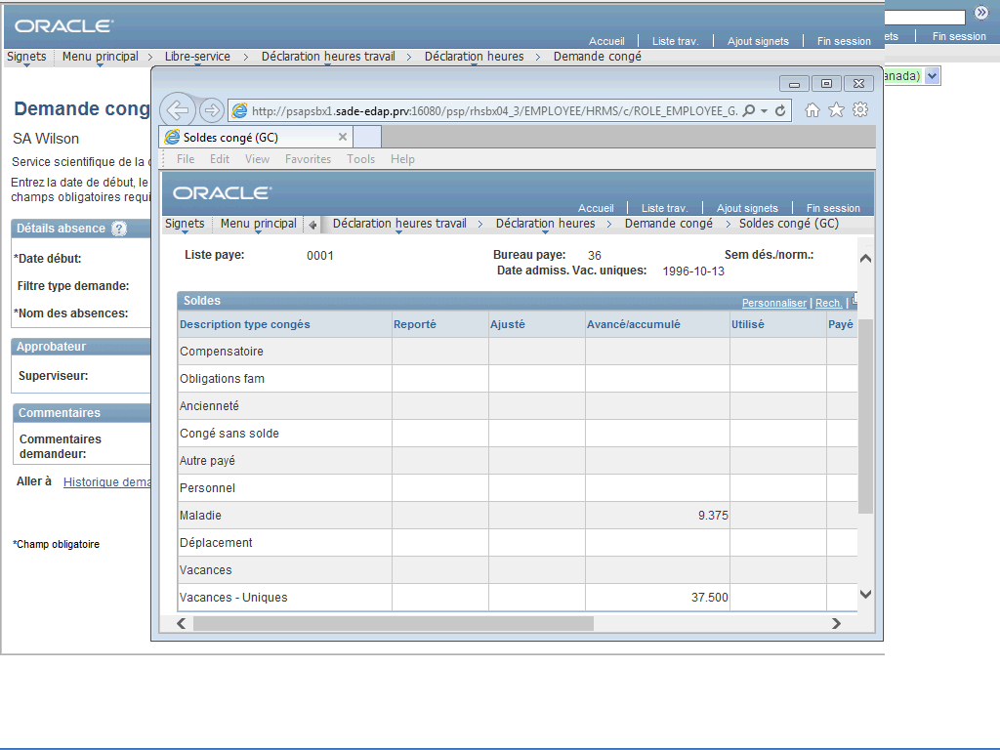 ORACLE
Accueil | Liste trav. | Ajout signets | Fin session
Fin session
Signets Menu principal > Libre-service > Déclaration heures travail > Déclaration heures > Demande congé
anada)
Demande cong
SA Wilson
Service scientifique de la
Entrez la date de début, le
champs obligatoires requi
Détails absence ?
*Date début:
Filtre type demande:
*Nom des absences:
Approbateur
Superviseur:
Commentaires
Commentaires
demandeur:
Aller à Historique dema
*Champ obligatoire
http://psapsbx1.sade-edap.prv:16080/psp/rhsbx04_3/EMPLOYEE/HRMS/c/ROLE_EMPLOYEE_G.
Soldes congé (GC)
File Edit View Favorites Tools Help
ORACLE
Accueil | Liste trav. | Ajout signets | Fin session
Signets Menu principal Déclaration heures travail > Déclaration heures > Demande congé > Soldes congé (GC)
Liste paye: 0001 Bureau paye: 36 Sem dés./norm.:
Date admiss. Vac. uniques: 1996-10-13
Soldes Personnaliser | Rech. |
Description type congés Reporté Ajusté Avancé/accumulé Utilisé Payé
Compensatoire
Obligations fam
Ancienneté
Congé sans solde
Autre payé
Personnel
Maladie 9.375
Déplacement
Vacances
Vacances - Uniques 37.500